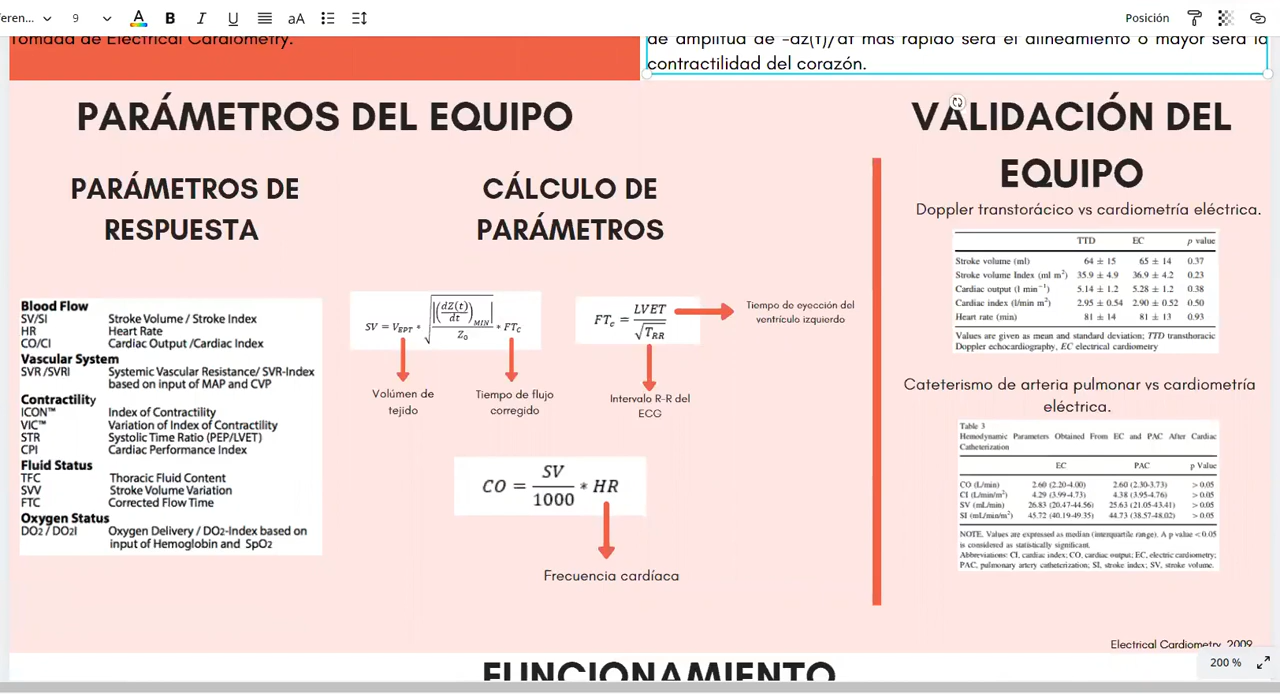 eren...
9
B
I
U
aA
Posición
Tomada de Electrical Cardiometry.
de amplitud de -dz(t)/dt más rápido será el alineamiento o mayor será la
contractilidad del corazón.
PARÁMETROS DEL EQUIPO
PARÁMETROS DE
RESPUESTA
Blood Flow
SV/SI Stroke Volume / Stroke Index
HR Heart Rate
CO/CI Cardiac Output /Cardiac Index
Vascular System
SVR /SVRI Systemic Vascular Resistance/ SVR-Index
based on input of MAP and CVP
Contractility
ICON™ Index of Contractility
VIC™ Variation of Index of Contractility
STR Systolic Time Ratio (PEP/LVET)
CPI Cardiac Performance Index
Fluid Status
TFC Thoracic Fluid Content
SVV Stroke Volume Variation
FTC Corrected Flow Time
Oxygen Status
DO2 / DO2I Oxygen Delivery / DO2-Index based on
input of Hemoglobin and SpO2
CÁLCULO DE
PARÁMETROS
SV = V_EPT * √(|(dZ(t)/dt)_MIN| / Z₀) * FT_C
Volúmen de
tejido
Tiempo de flujo
corregido
FT_c = LVET / √T_RR
Tiempo de eyección del
ventrículo izquierdo
Intervalo R-R del
ECG
CO = SV/1000 * HR
Frecuencia cardíaca
VALIDACIÓN DEL
EQUIPO
Doppler transtorácico vs cardiometría eléctrica.
TTD EC p value
Stroke volume (ml) 64 ± 15 65 ± 14 0.37
Stroke volume Index (ml m²) 35.9 ± 4.9 36.9 ± 4.2 0.23
Cardiac output (l min⁻¹) 5.14 ± 1.2 5.28 ± 1.2 0.38
Cardiac index (l/min m²) 2.95 ± 0.54 2.90 ± 0.52 0.50
Heart rate (min) 81 ± 14 81 ± 13 0.93
Values are given as mean and standard deviation; TTD transthoracic
Doppler echocardiography, EC electrical cardiometry
Cateterismo de arteria pulmonar vs cardiometría
eléctrica.
Table 3
Hemodynamic Parameters Obtained From EC and PAC After Cardiac
Catheterization
EC PAC p Value
CO (L/min) 2.60 (2.20-4.00) 2.60 (2.30-3.73) >0.05
CI (L/min/m²) 4.29 (3.99-4.73) 4.38 (3.95-4.76) >0.05
SV (mL/min) 26.83 (20.47-44.56) 25.63 (21.05-43.41) >0.05
SI (mL/min/m²) 45.72 (40.19-49.35) 44.73 (38.57-48.02) >0.05
NOTE. Values are expressed as median (interquartile range). A p value <0.05
is considered as statistically significant.
Abbreviations: CI, cardiac index; CO, cardiac output; EC, electric cardiometry;
PAC, pulmonary artery catheterization; SI, stroke index; SV, stroke volume.
Electrical Cardiometry, 2009
200 %
FUNCIONAMIENTO